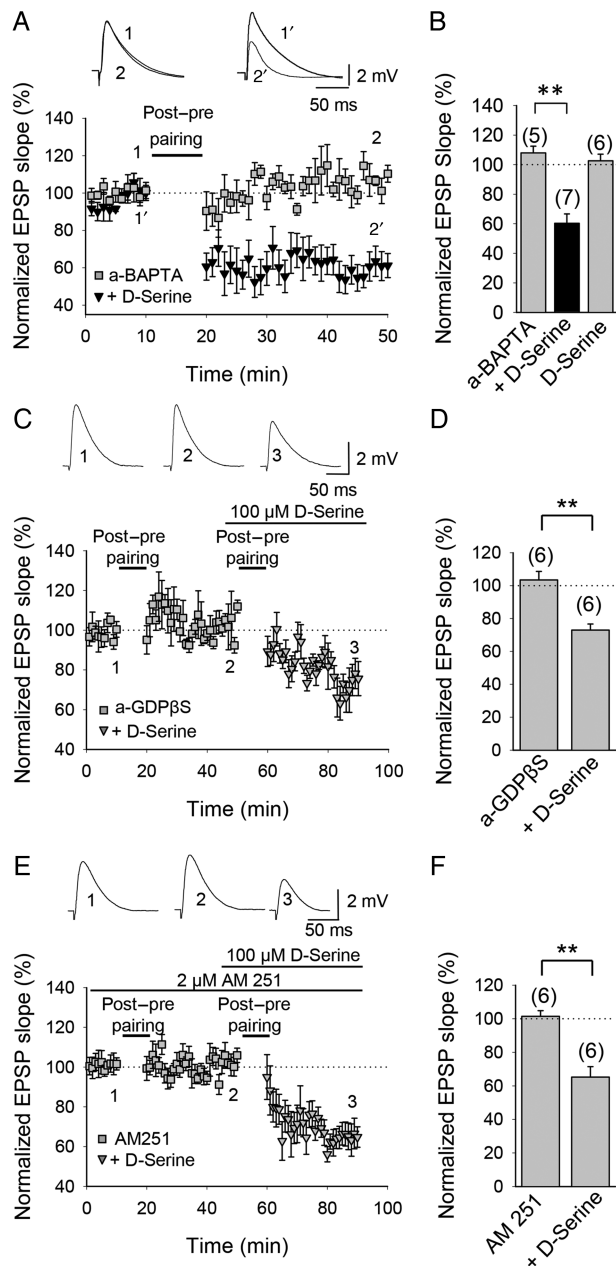 A
1
2
1′
2′
2 mV
50 ms
Normalized EPSP slope (%)
140
120
100
80
60
40
Post–pre
pairing
1
1′
2
2′
a-BAPTA
+ D-Serine
0 10 20 30 40 50
Time (min)
B
Normalized EPSP Slope (%)
140
120
100
80
60
40
20
0
**
(5)
(7)
(6)
a-BAPTA
+ D-Serine
D-Serine
C
1
2
3
2 mV
50 ms
100 µM D-Serine
Normalized EPSP slope (%)
140
120
100
80
60
40
Post–pre
pairing
Post–pre
pairing
1
2
3
a-GDPβS
+ D-Serine
0 20 40 60 80 100
Time (min)
D
Normalized EPSP slope (%)
120
100
80
60
40
20
0
**
(6)
(6)
a-GDPβS
+ D-Serine
E
1
2
3
2 mV
50 ms
100 µM D-Serine
2 µM AM 251
Normalized EPSP slope (%)
140
120
100
80
60
40
Post–pre
pairing
Post–pre
pairing
1
2
3
AM251
+ D-Serine
0 20 40 60 80 100
Time (min)
F
Normalized EPSP slope (%)
120
100
80
60
40
20
0
**
(6)
(6)
AM 251
+ D-Serine